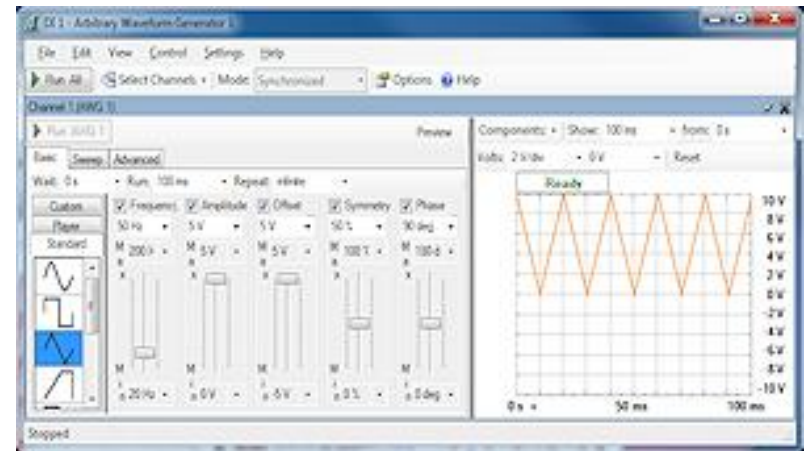 DX 1 - Arbitrary Waveform Generator 1
File Edit View Control Settings Help
Run All Select Channels Mode: Synchronized Options Help
Channel 1 (AWG 1)
Run AWG 1 Preview
Components: Show: 100 ms from: 0 s
Basic Sweep Advanced
Volts: 2 V/div 0 V Reset
Wait: 0 s Run: 100 ms Repeat: infinite
Ready
Custom Frequency Amplitude Offset Symmetry Phase
Player 50 Hz 5 V 5 V 50 % 90 deg
Standard
M a x 5 V M a x 5 V M a x 100 %
M i n 20 Hz 0 V -5 V 0 % 0 deg
10 V
8 V
6 V
4 V
2 V
0 V
-2 V
-4 V
-6 V
-8 V
-10 V
0 s 50 ms 100 ms
Stopped